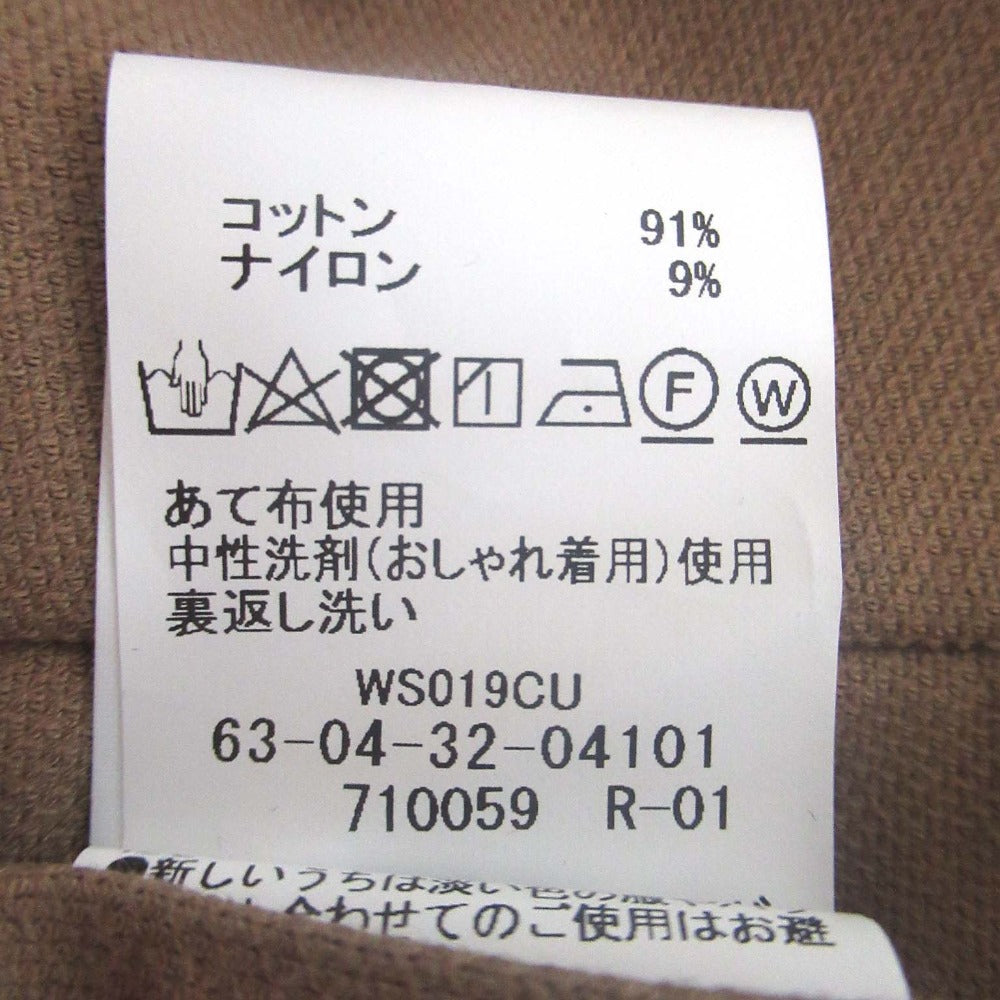 コットン 91%
ナイロン 9%
F W
あて布使用
中性洗剤(おしゃれ着用)使用
裏返し洗い
WS019CU
63-04-32-04101
710059 R-01
●新しいうちは淡い色の服や
合わせてのご使用はお避